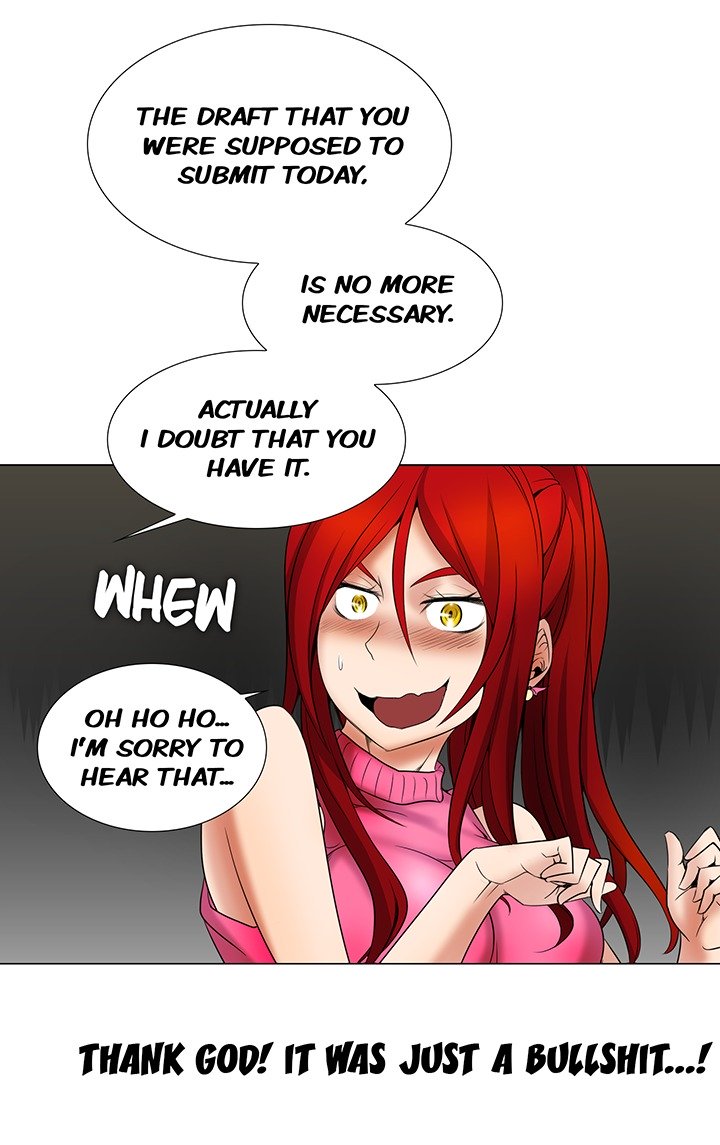 THE DRAFT THAT YOU
WERE SUPPOSED TO
SUBMIT TODAY,
IS NO MORE
NECESSARY.
ACTUALLY
I DOUBT THAT YOU
HAVE IT.
WHEW
OH HO HO...
I'M SORRY TO
HEAR THAT...
THANK GOD! IT WAS JUST A BULLSHIT...!